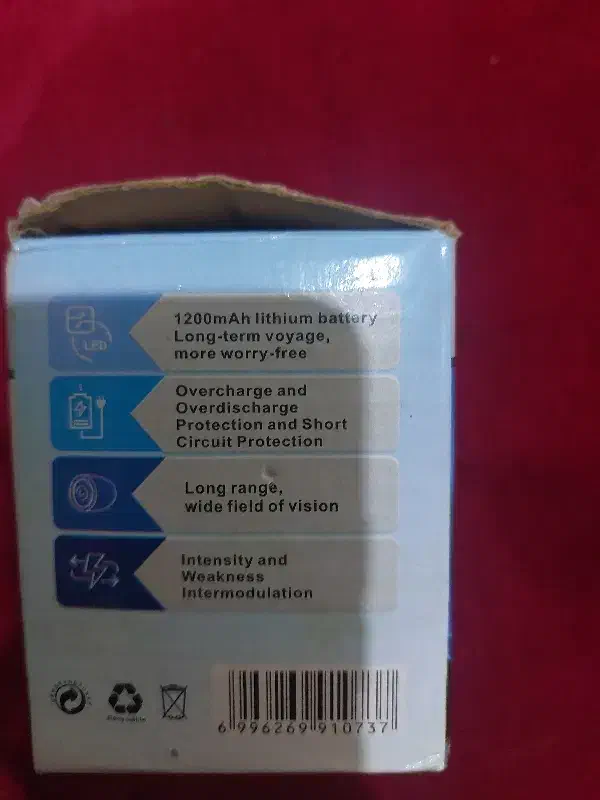 LED
1200mAh lithium battery
Long-term voyage,
more worry-free
Overcharge and
Overdischarge
Protection and Short
Circuit Protection
Long range,
wide field of vision
Intensity and
Weakness
Intermodulation
6 996269 910737